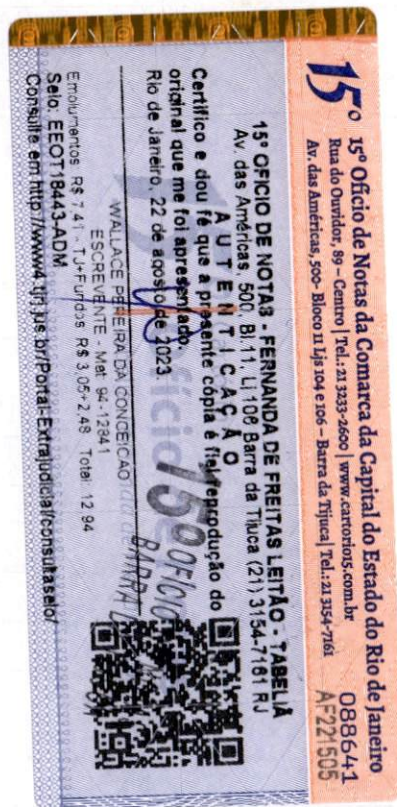 15º 15º Ofício de Notas da Comarca da Capital do Estado do Rio de Janeiro
Rua do Ouvidor, 89 – Centro | Tel.: 21 3233-2600 | www.cartorio15.com.br
088641
Av. das Américas, 500 - Bloco 11 Ljs 104 e 106 – Barra da Tijuca | Tel.: 21 3154-7161
AF221505
15º OFICIO DE NOTAS - FERNANDA DE FREITAS LEITÃO - TABELIÃ
Av. das Américas, 500, Bl.11, Lj 106 Barra da Tijuca (21) 3154-7161 RJ
AUTENTICAÇÃO
Certifico e dou fé que a presente cópia é fiel reprodução do
original que me foi apresentado.
Rio de Janeiro, 22 de agosto de 2023
WALLACE PEREIRA DA CONCEICAO
ESCREVENTE - Mat. 94-12841
Emolumentos: R$ 7,41 - TJ+Fundos R$ 3,05+2,48 Total: 12,94
Selo: EEOT18443-ADM
Consulte em http://www4.tjrj.jus.br/Portal-Extrajudicial/consultaselo/
15º OFÍCIO
BARRA